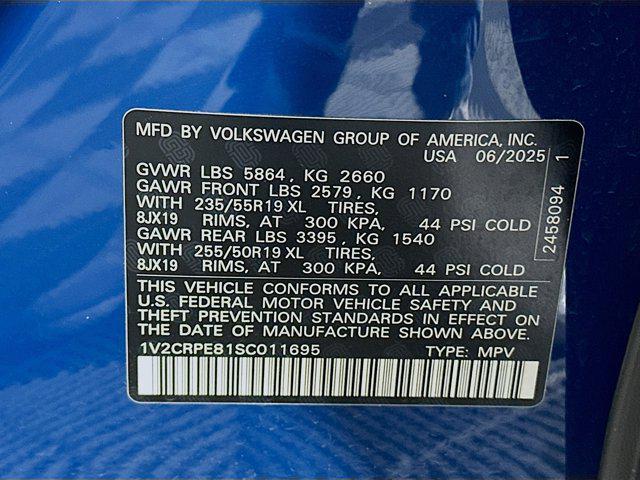 MFD BY VOLKSWAGEN GROUP OF AMERICA, INC.
USA 06/2025
GVWR LBS 5864, KG 2660
GAWR FRONT LBS 2579, KG 1170
WITH 235/55R19 XL TIRES,
8JX19 RIMS, AT 300 KPA, 44 PSI COLD
GAWR REAR LBS 3395, KG 1540
WITH 255/50R19 XL TIRES,
8JX19 RIMS, AT 300 KPA, 44 PSI COLD
2458094 1
THIS VEHICLE CONFORMS TO ALL APPLICABLE
U.S. FEDERAL MOTOR VEHICLE SAFETY AND
THEFT PREVENTION STANDARDS IN EFFECT ON
THE DATE OF MANUFACTURE SHOWN ABOVE.
1V2CRPE81SC011695 TYPE: MPV